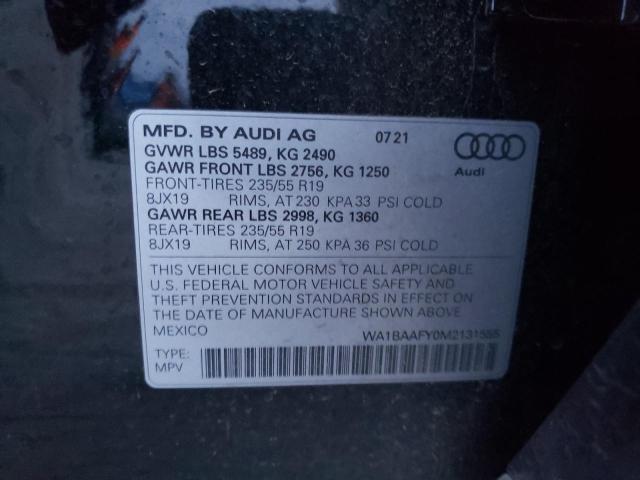 MFD. BY AUDI AG 0721
GVWR LBS 5489, KG 2490
GAWR FRONT LBS 2756, KG 1250
FRONT-TIRES 235/55 R19
8JX19 RIMS, AT 230 KPA 33 PSI COLD
GAWR REAR LBS 2998, KG 1360
REAR-TIRES 235/55 R19
8JX19 RIMS, AT 250 KPA 36 PSI COLD
Audi
THIS VEHICLE CONFORMS TO ALL APPLICABLE
U.S. FEDERAL MOTOR VEHICLE SAFETY AND
THEFT PREVENTION STANDARDS IN EFFECT ON
THE DATE OF MANUFACTURE SHOWN ABOVE
MEXICO WA1BAAFY0M2131555
TYPE:
MPV